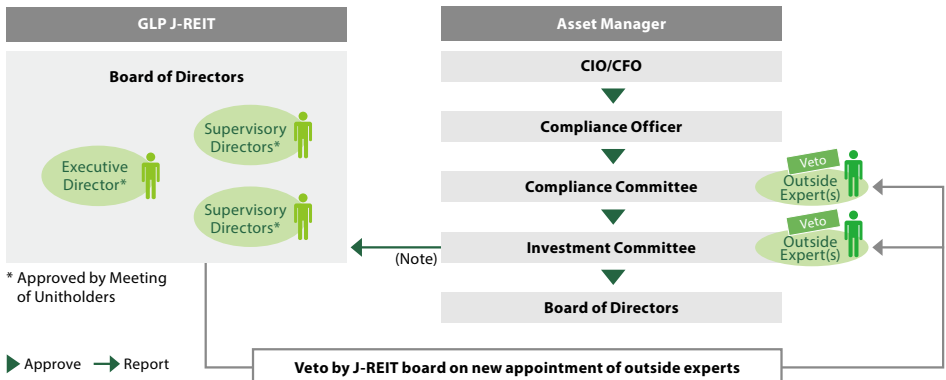 GLP J-REIT
Board of Directors
Supervisory
Directors*
Executive
Director*
Supervisory
Directors*
* Approved by Meeting
of Unitholders
Approve
Report
Asset Manager
CIO/CFO
Compliance Officer
Compliance Committee
Veto
Outside
Expert(s)
Investment Committee
Veto
Outside
Expert(s)
(Note)
Board of Directors
Veto by J-REIT board on new appointment of outside experts